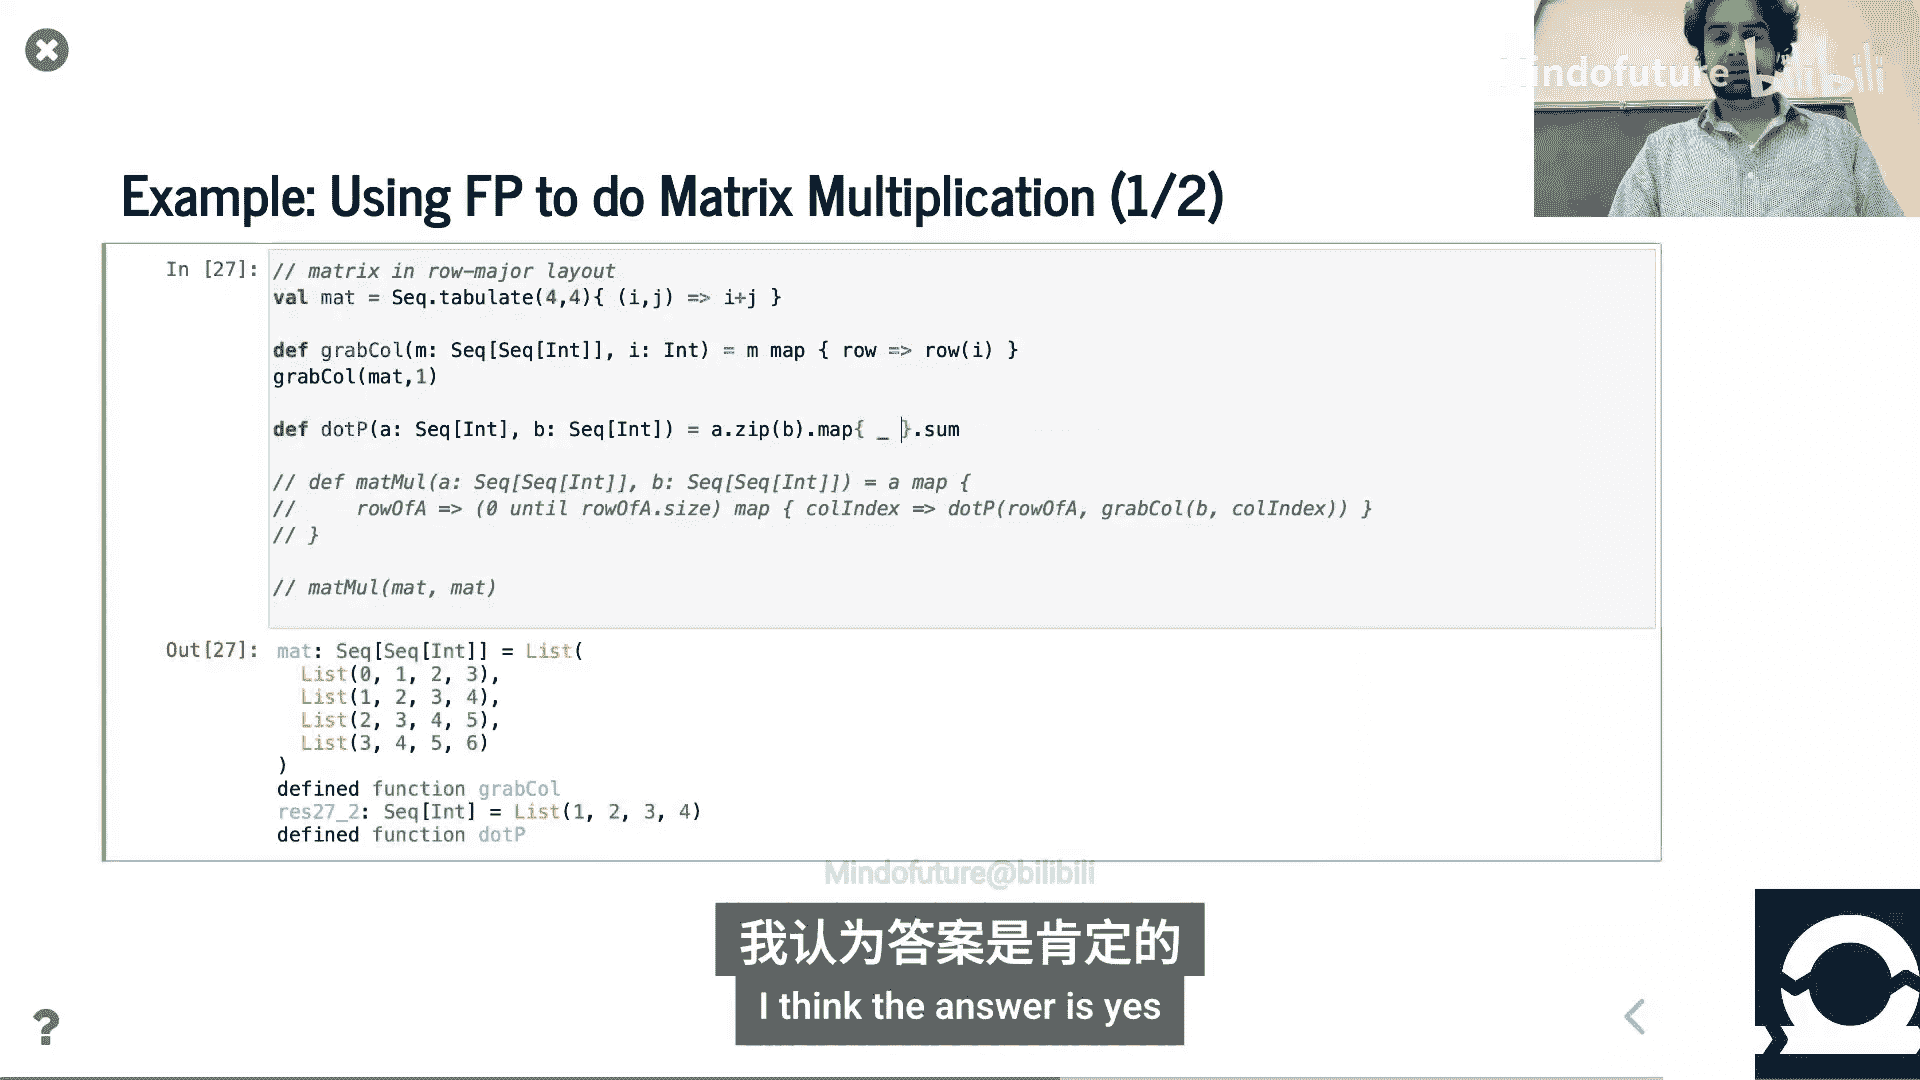 indofuture bilibili
Example: Using FP to do Matrix Multiplication (1/2)
In [27]:
// matrix in row-major layout
val mat = Seq.tabulate(4,4){ (i,j) => i+j }
def grabCol(m: Seq[Seq[Int]], i: Int) = m map { row => row(i) }
grabCol(mat,1)
def dotP(a: Seq[Int], b: Seq[Int]) = a.zip(b).map{ _ }.sum
// def matMul(a: Seq[Seq[Int]], b: Seq[Seq[Int]]) = a map {
//     rowOfA => (0 until rowOfA.size) map { colIndex => dotP(rowOfA, grabCol(b, colIndex)) }
// }
// matMul(mat, mat)
Out[27]:
mat: Seq[Seq[Int]] = List(
List(0, 1, 2, 3),
List(1, 2, 3, 4),
List(2, 3, 4, 5),
List(3, 4, 5, 6)
)
defined function grabCol
res27_2: Seq[Int] = List(1, 2, 3, 4)
defined function dotP
Mindofuture@bilibili
我认为答案是肯定的
I think the answer is yes
?